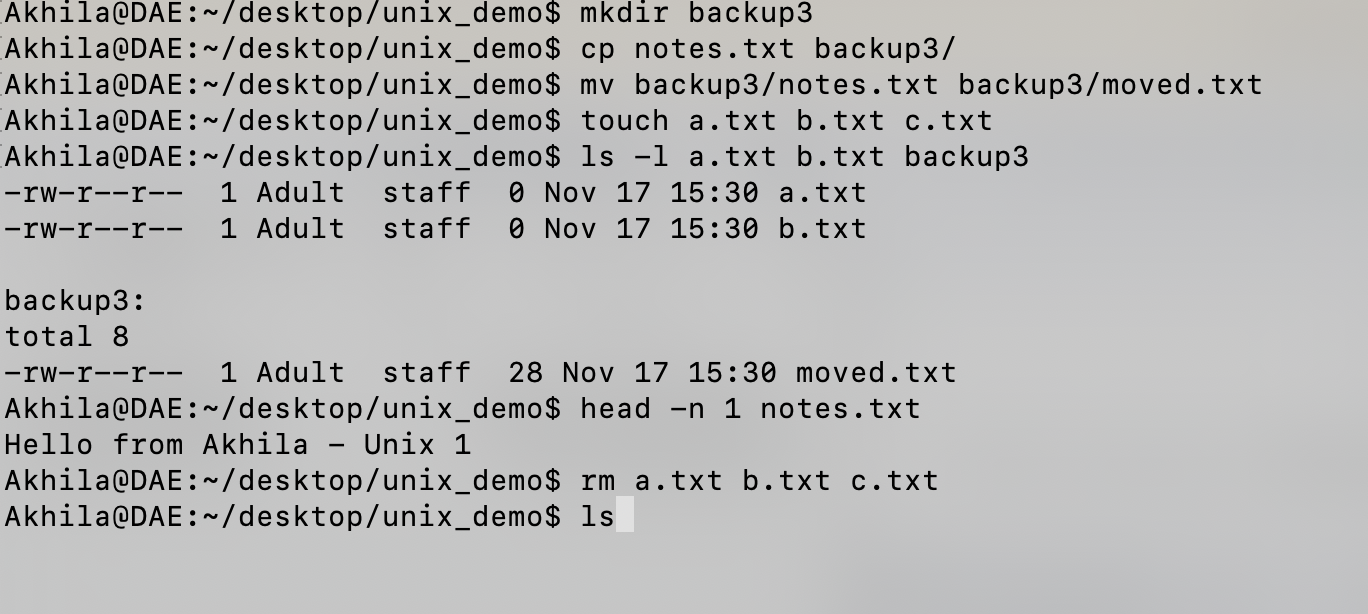 Akhila@DAE:~/desktop/unix_demo$ mkdir backup3
Akhila@DAE:~/desktop/unix_demo$ cp notes.txt backup3/
Akhila@DAE:~/desktop/unix_demo$ mv backup3/notes.txt backup3/moved.txt
Akhila@DAE:~/desktop/unix_demo$ touch a.txt b.txt c.txt
Akhila@DAE:~/desktop/unix_demo$ ls -l a.txt b.txt backup3
-rw-r--r--  1 Adult  staff  0 Nov 17 15:30 a.txt
-rw-r--r--  1 Adult  staff  0 Nov 17 15:30 b.txt
backup3:
total 8
-rw-r--r--  1 Adult  staff  28 Nov 17 15:30 moved.txt
Akhila@DAE:~/desktop/unix_demo$ head -n 1 notes.txt
Hello from Akhila - Unix 1
Akhila@DAE:~/desktop/unix_demo$ rm a.txt b.txt c.txt
Akhila@DAE:~/desktop/unix_demo$ ls